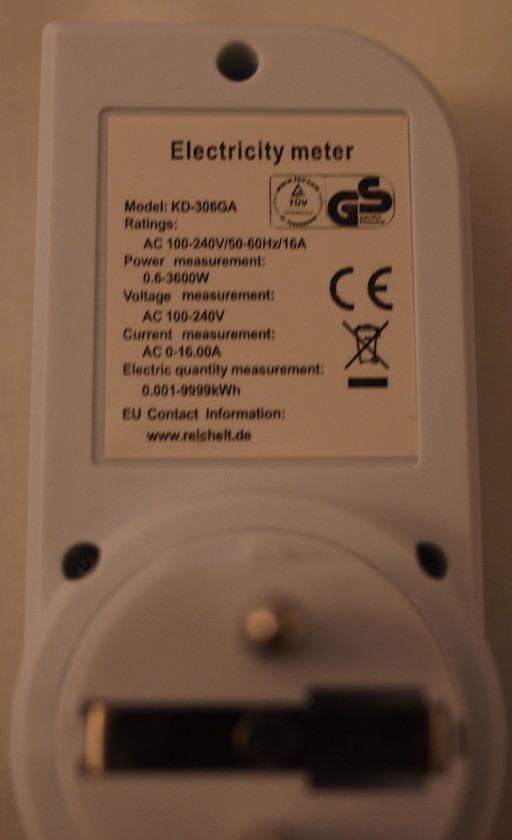 Electricity meter
TÜV
GS
Model: KD-306GA
Ratings:
AC 100-240V/50-60Hz/16A
Power measurement:
0.6-3600W
Voltage measurement:
AC 100-240V
Current measurement:
AC 0-16.00A
Electric quantity measurement:
0.001-9999kWh
EU Contact Information:
www.reichelt.de
CE